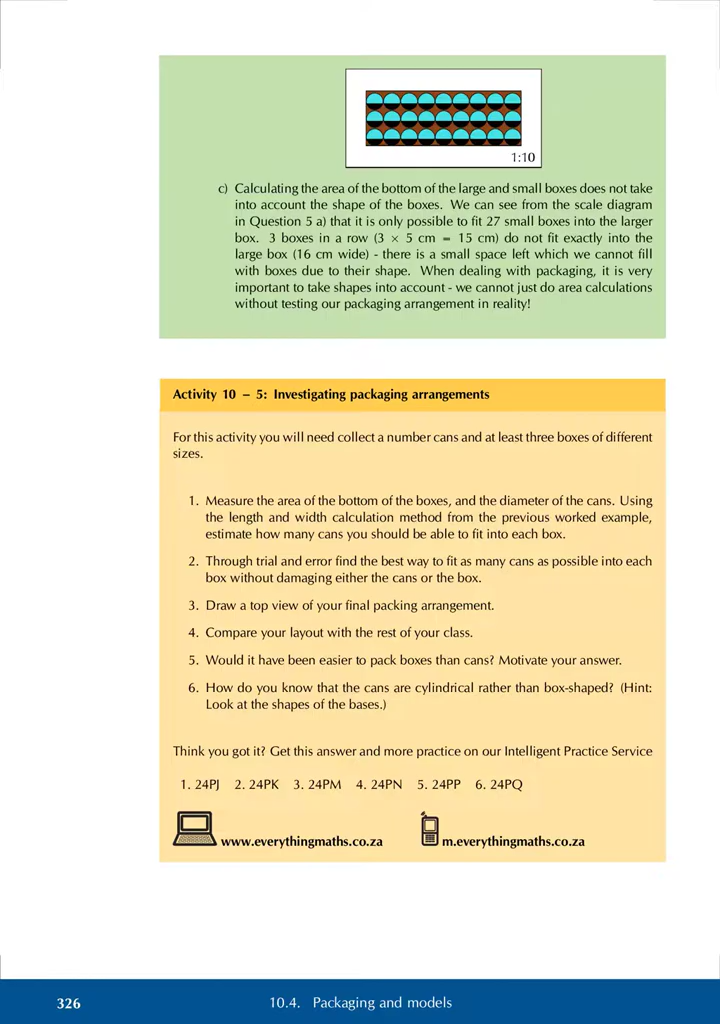 1:10
c) Calculating the area of the bottom of the large and small boxes does not take
into account the shape of the boxes. We can see from the scale diagram
in Question 5 a) that it is only possible to fit 27 small boxes into the larger
box. 3 boxes in a row (3 × 5 cm = 15 cm) do not fit exactly into the
large box (16 cm wide) - there is a small space left which we cannot fill
with boxes due to their shape. When dealing with packaging, it is very
important to take shapes into account - we cannot just do area calculations
without testing our packaging arrangement in reality!
Activity 10 – 5: Investigating packaging arrangements
For this activity you will need collect a number cans and at least three boxes of different
sizes.
1. Measure the area of the bottom of the boxes, and the diameter of the cans. Using
the length and width calculation method from the previous worked example,
estimate how many cans you should be able to fit into each box.
2. Through trial and error find the best way to fit as many cans as possible into each
box without damaging either the cans or the box.
3. Draw a top view of your final packing arrangement.
4. Compare your layout with the rest of your class.
5. Would it have been easier to pack boxes than cans? Motivate your answer.
6. How do you know that the cans are cylindrical rather than box-shaped? (Hint:
Look at the shapes of the bases.)
Think you got it? Get this answer and more practice on our Intelligent Practice Service
1. 24PJ 2. 24PK 3. 24PM 4. 24PN 5. 24PP 6. 24PQ
www.everythingmaths.co.za m.everythingmaths.co.za
326 10.4. Packaging and models